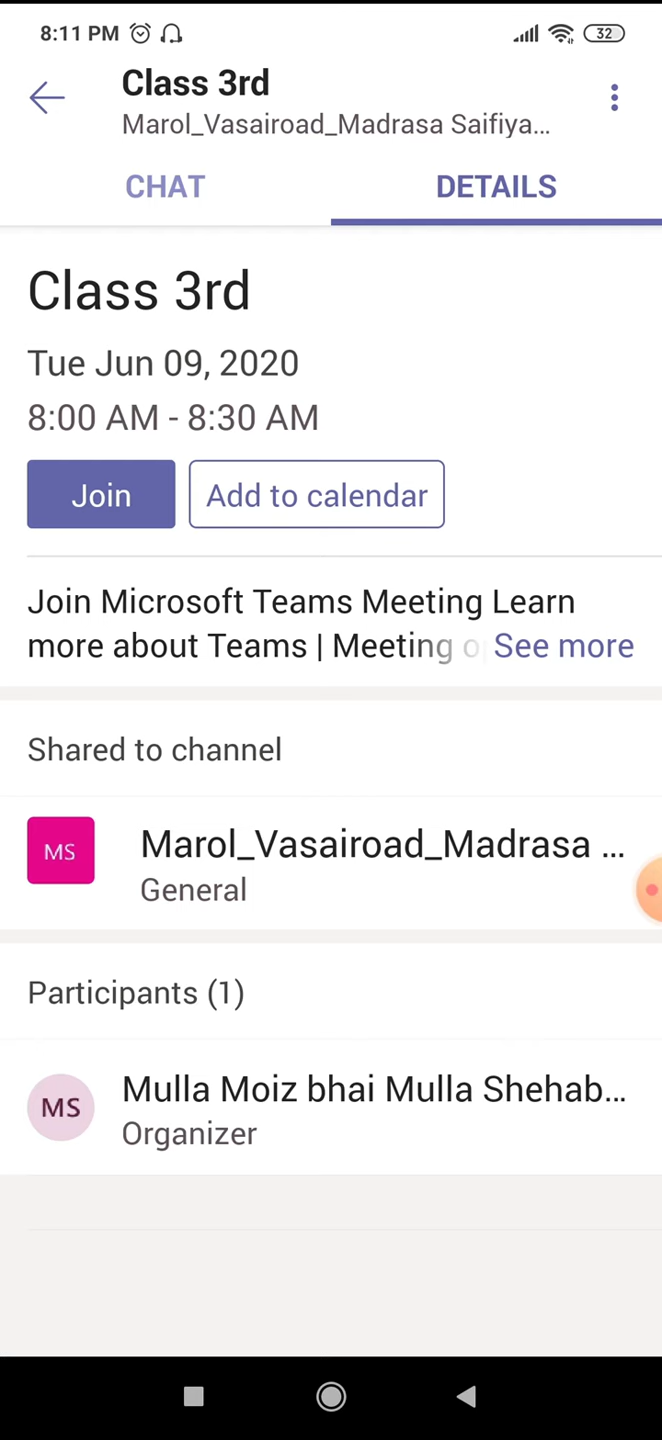 8:11 PM 32
Class 3rd
Marol_Vasairoad_Madrasa Saifiya...
CHAT DETAILS
Class 3rd
Tue Jun 09, 2020
8:00 AM - 8:30 AM
Join Add to calendar
Join Microsoft Teams Meeting Learn
more about Teams | Meeting o See more
Shared to channel
MS Marol_Vasairoad_Madrasa ...
General
Participants (1)
MS Mulla Moiz bhai Mulla Shehab...
Organizer